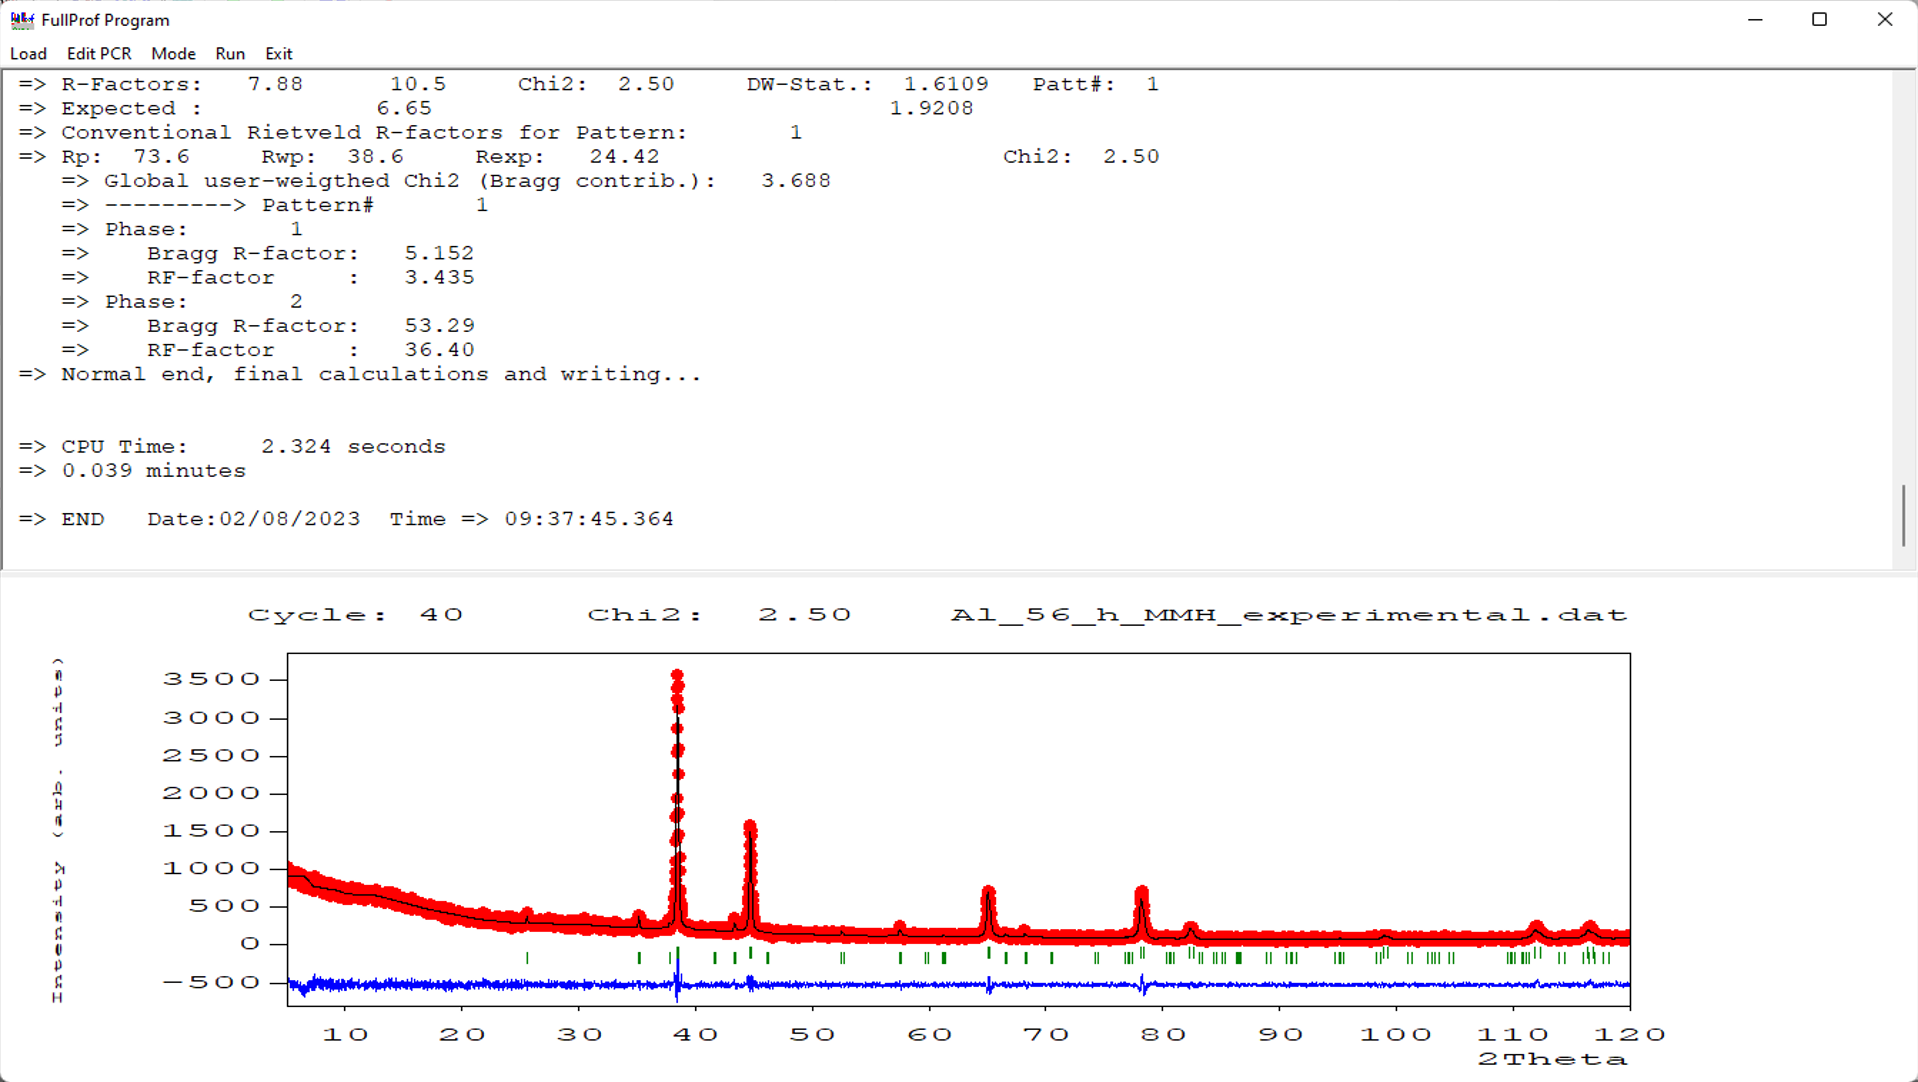 FullProf Program
Load Edit PCR Mode Run Exit
=> R-Factors: 7.88 10.5 Chi2: 2.50 DW-Stat.: 1.6109 Patt#: 1
=> Expected : 6.65 1.9208
=> Conventional Rietveld R-factors for Pattern: 1
=> Rp: 73.6 Rwp: 38.6 Rexp: 24.42 Chi2: 2.50
=> Global user-weigthed Chi2 (Bragg contrib.): 3.688
=> ---------> Pattern# 1
=> Phase: 1
=> Bragg R-factor: 5.152
=> RF-factor : 3.435
=> Phase: 2
=> Bragg R-factor: 53.29
=> RF-factor : 36.40
=> Normal end, final calculations and writing...
=> CPU Time: 2.324 seconds
=> 0.039 minutes
=> END Date:02/08/2023 Time => 09:37:45.364
Cycle: 40 Chi2: 2.50 Al_56_h_MMH_experimental.dat
Intensity (arb. units)
3500
3000
2500
2000
1500
1000
500
0
-500
10 20 30 40 50 60 70 80 90 100 110 120
2Theta